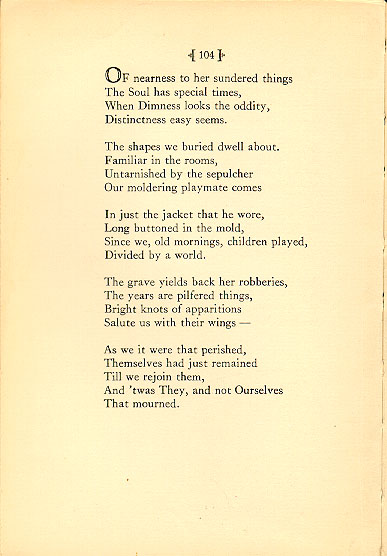 104
OF nearness to her sundered things
The Soul has special times,
When Dimness looks the oddity,
Distinctness easy seems.
The shapes we buried dwell about.
Familiar in the rooms,
Untarnished by the sepulcher
Our moldering playmate comes
In just the jacket that he wore,
Long buttoned in the mold,
Since we, old mornings, children played,
Divided by a world.
The grave yields back her robberies,
The years are pilfered things,
Bright knots of apparitions
Salute us with their wings —
As we it were that perished,
Themselves had just remained
Till we rejoin them,
And 'twas They, and not Ourselves
That mourned.